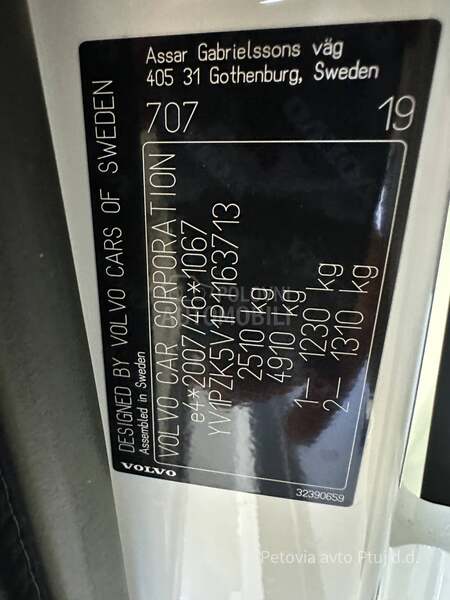 Assar Gabrielssons väg
405 31 Gothenburg, Sweden
707 19
DESIGNED BY VOLVO CARS OF SWEDEN
Assembled in Sweden
VOLVO CAR CORPORATION
e4*2007/46*1067
YV1PZK5V1P1163713
2510 kg
4910 kg
1– 1230 kg
2– 1310 kg
VOLVO
32390659
POLOVNI
AUTOMOBILI
Petovia avto Ptuj d.d.